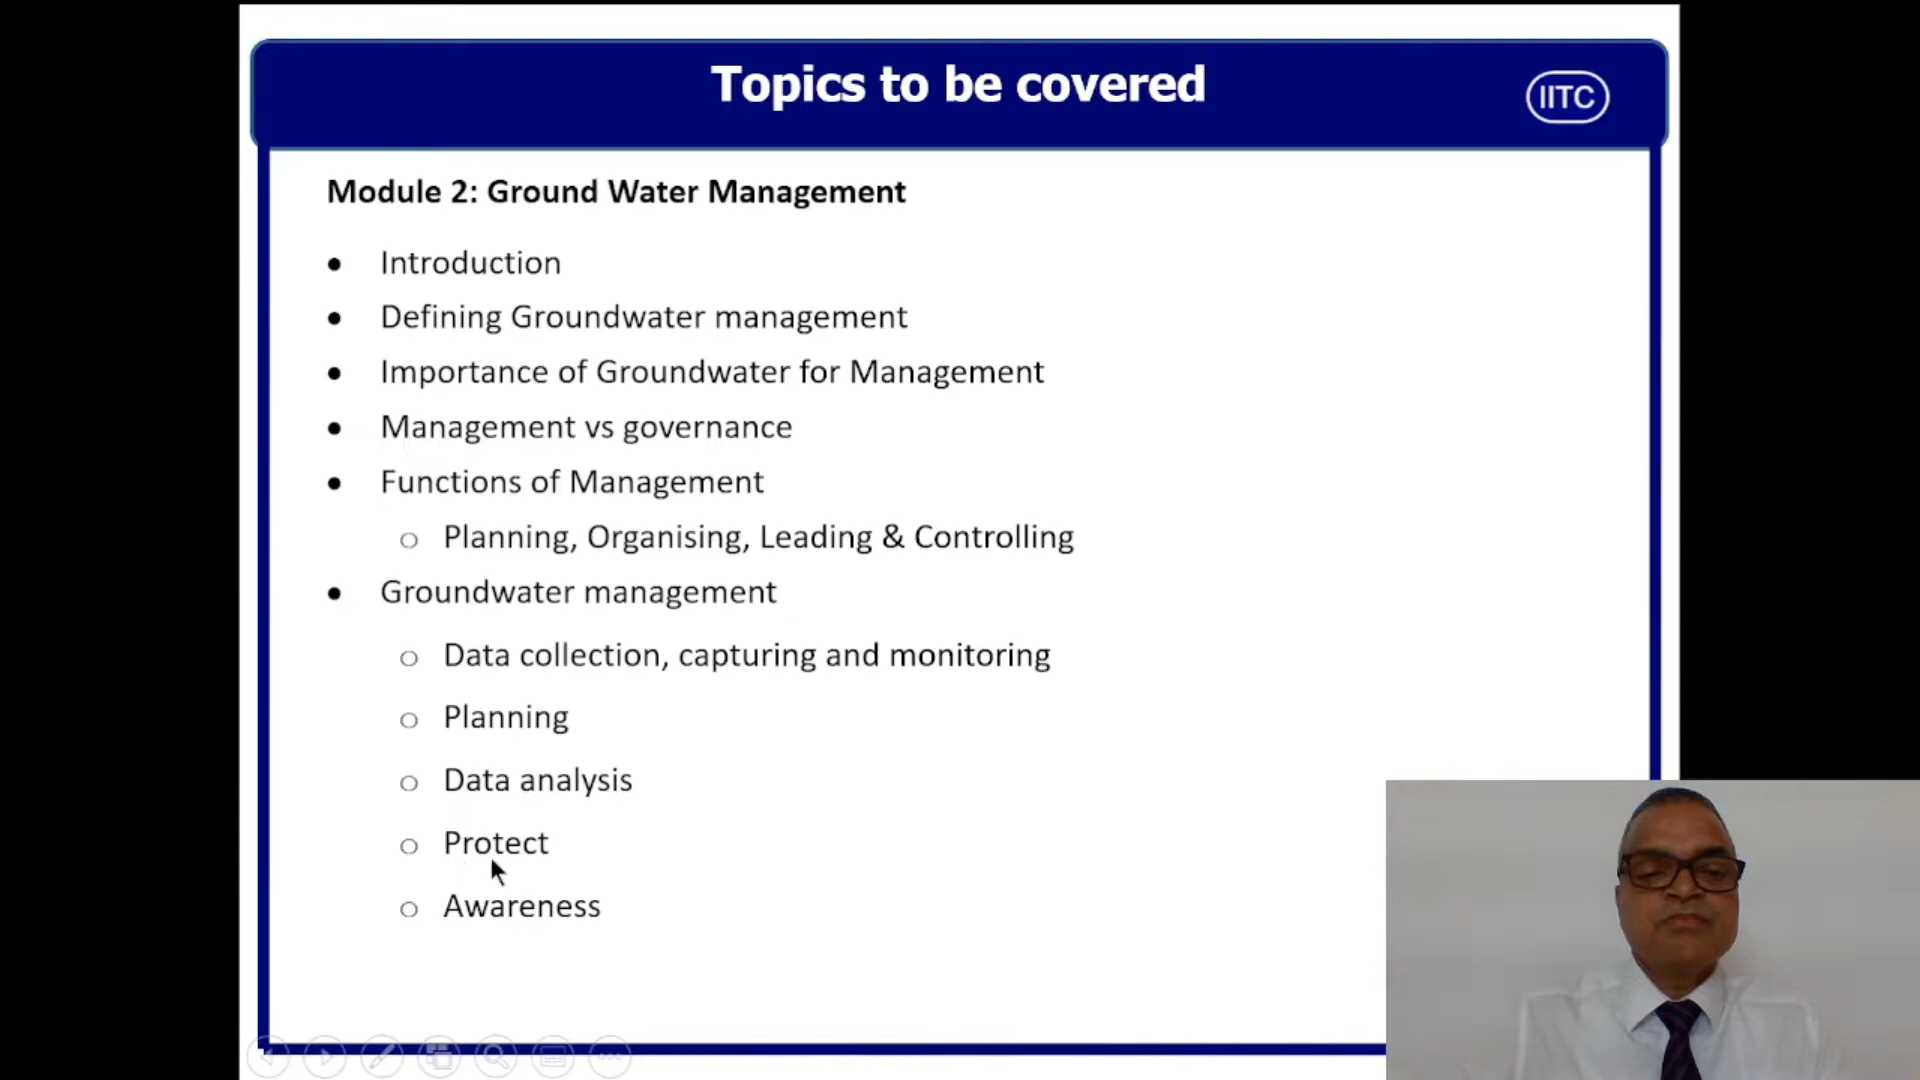 Topics to be covered
IITC
Module 2: Ground Water Management
• Introduction
• Defining Groundwater management
• Importance of Groundwater for Management
• Management vs governance
• Functions of Management
o Planning, Organising, Leading & Controlling
• Groundwater management
o Data collection, capturing and monitoring
o Planning
o Data analysis
o Protect
o Awareness